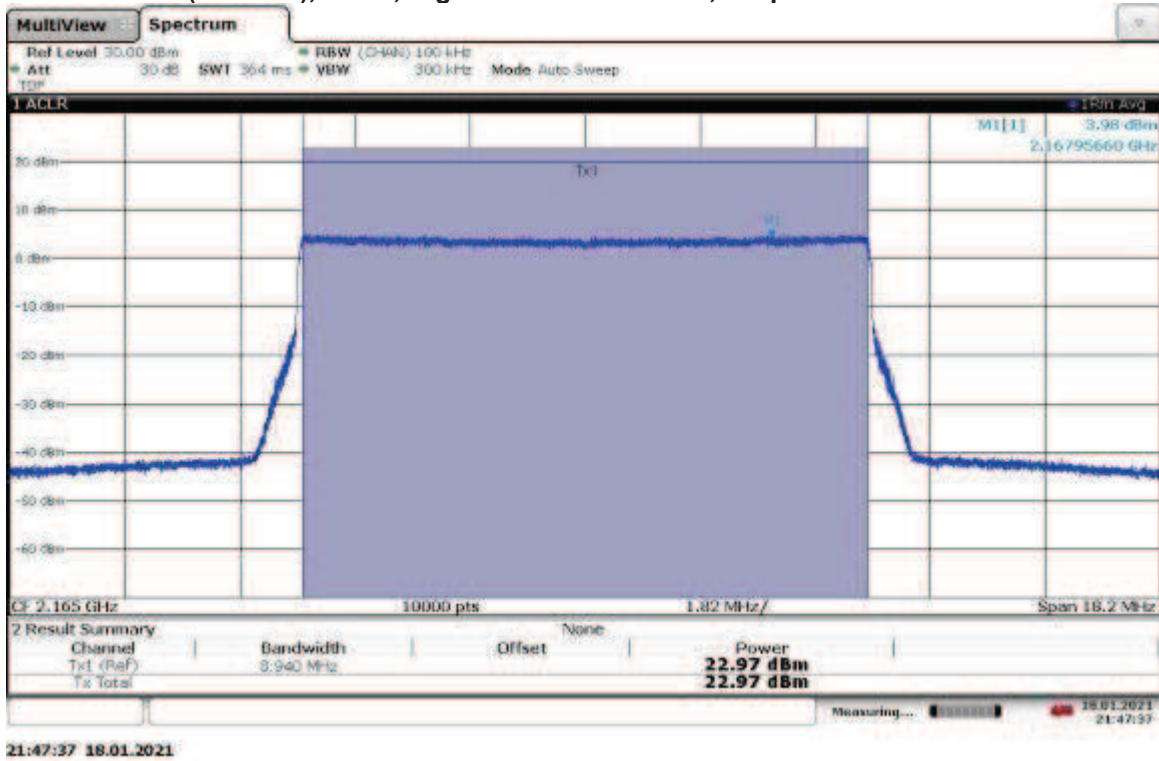 MultiView Spectrum
Ref Level 30.00 dBm RBW (CHAN) 100 kHz
Att 30 dB SWT 364 ms VBW 300 kHz Mode Auto Sweep
TDF
1 ACLR 1Rm Avg
M1[1] 3.98 dBm
2.16795660 GHz
20 dBm
Tx1
10 dBm
M1
0 dBm
-10 dBm
-20 dBm
-30 dBm
-40 dBm
-50 dBm
-60 dBm
CF 2.165 GHz 10000 pts 1.82 MHz/ Span 18.2 MHz
2 Result Summary None
Channel Bandwidth Offset Power
Tx1 (Ref) 8.940 MHz 22.97 dBm
Tx Total 22.97 dBm
Measuring... 18.01.2021
21:47:37
21:47:37 18.01.2021